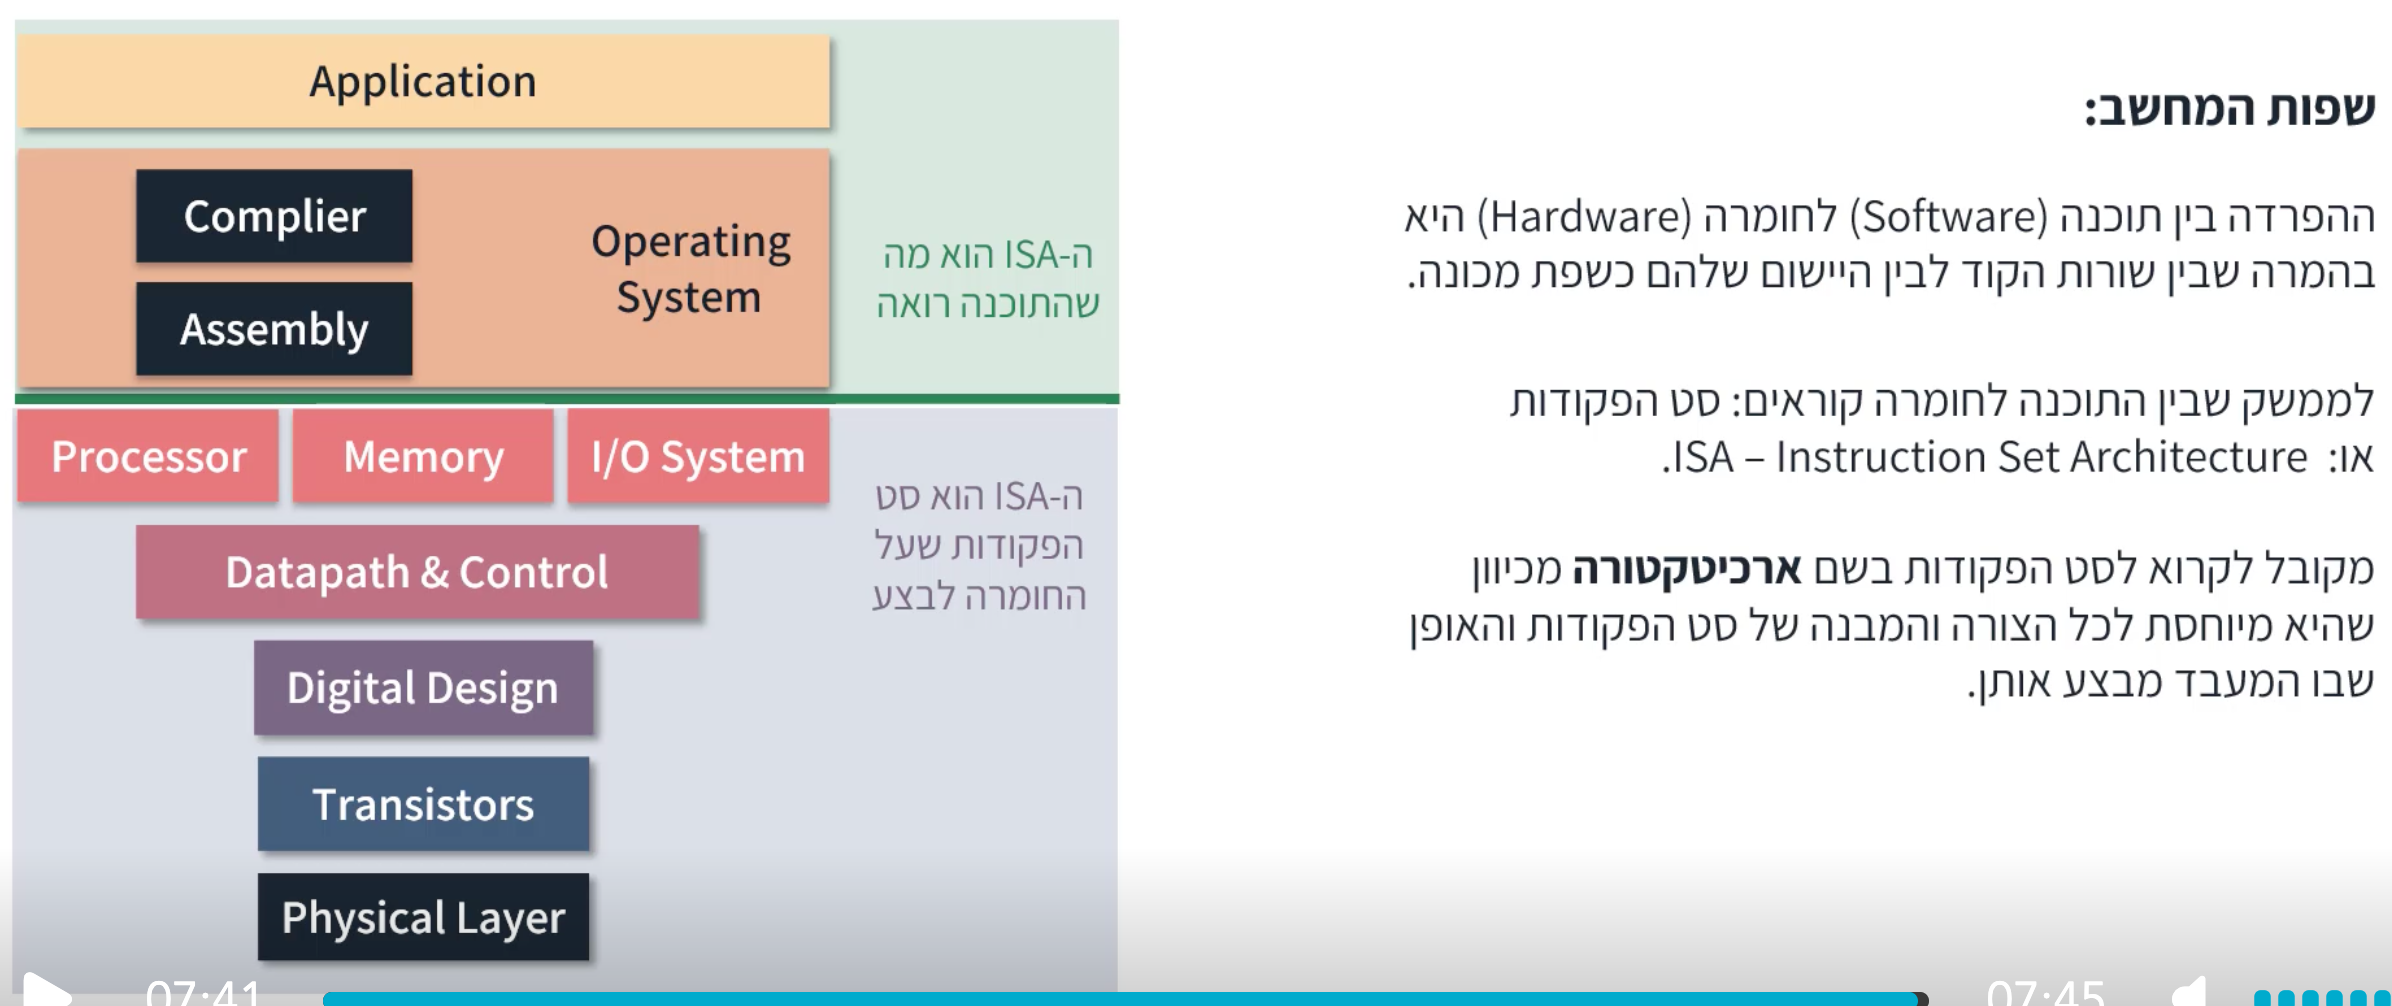 Application
Complier
Assembly
Operating
System
ה-ISA הוא מה
שהתוכנה רואה
Processor
Memory
I/O System
ה-ISA הוא סט
הפקודות שעל
החומרה לבצע
Datapath & Control
Digital Design
Transistors
Physical Layer
שפות המחשב:
ההפרדה בין תוכנה (Software) לחומרה (Hardware) היא
בהמרה שבין שורות הקוד לבין היישום שלהם כשפת מכונה.
לממשק שבין התוכנה לחומרה קוראים: סט הפקודות
או: ISA – Instruction Set Architecture.
מקובל לקרוא לסט הפקודות בשם ארכיטקטורה מכיוון
שהיא מיוחסת לכל הצורה והמבנה של סט הפקודות והאופן
שבו המעבד מבצע אותן.
07:41
07:45